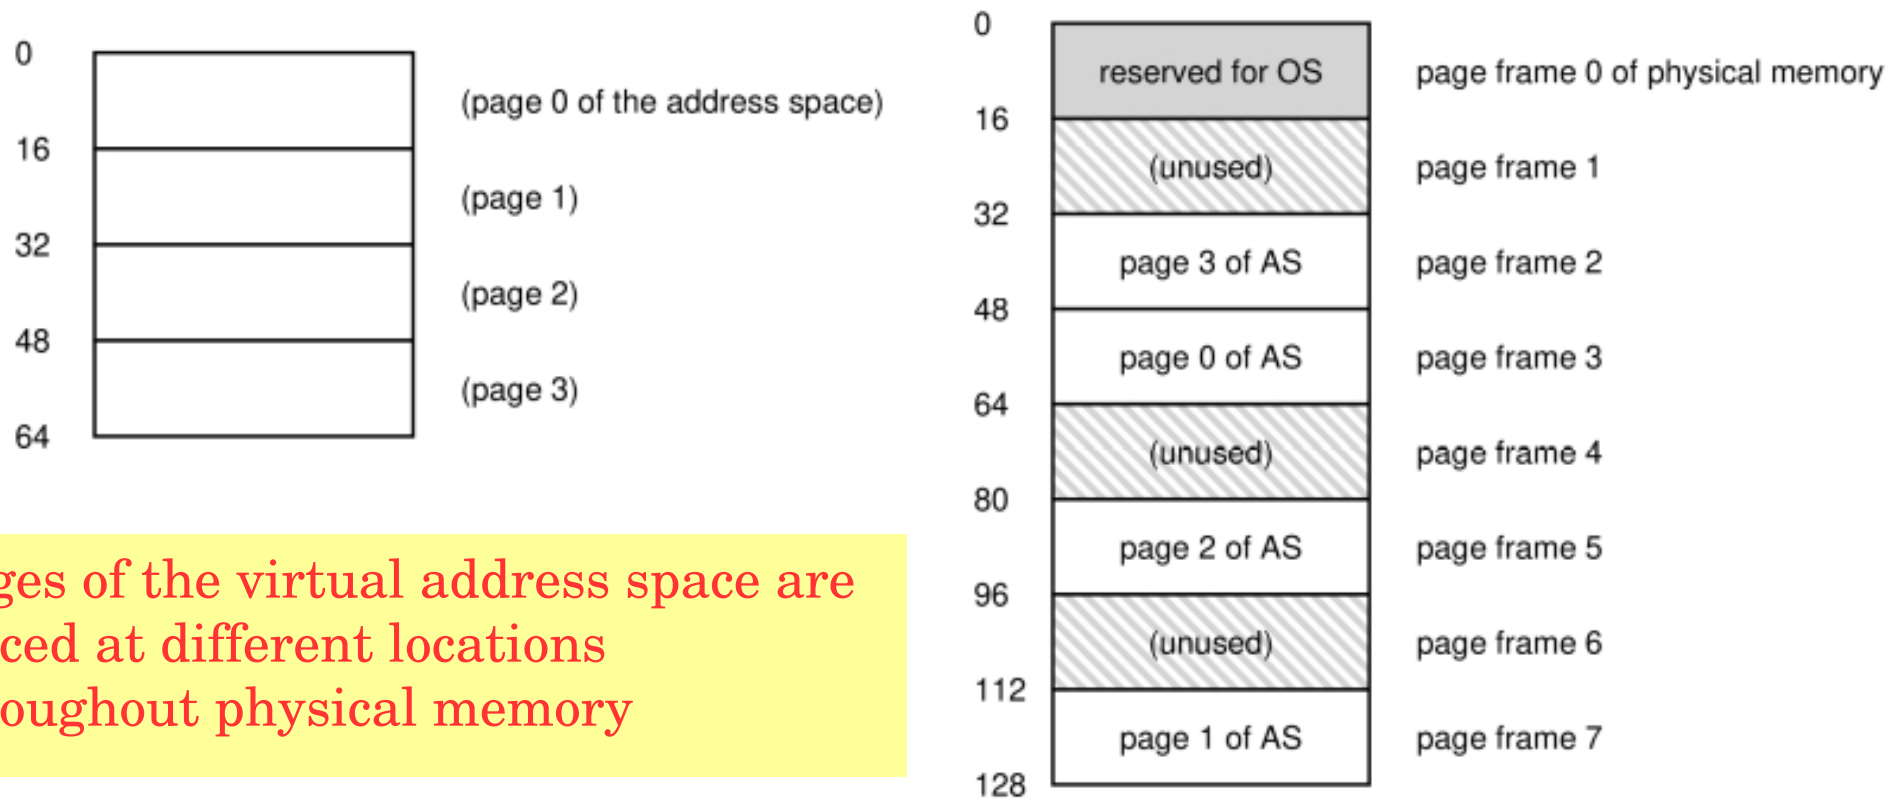 0
(page 0 of the address space)
16
(page 1)
32
(page 2)
48
(page 3)
64
ges of the virtual address space are
ced at different locations
oughout physical memory
0
reserved for OS page frame 0 of physical memory
16
(unused) page frame 1
32
page 3 of AS page frame 2
48
page 0 of AS page frame 3
64
(unused) page frame 4
80
page 2 of AS page frame 5
96
(unused) page frame 6
112
page 1 of AS page frame 7
128